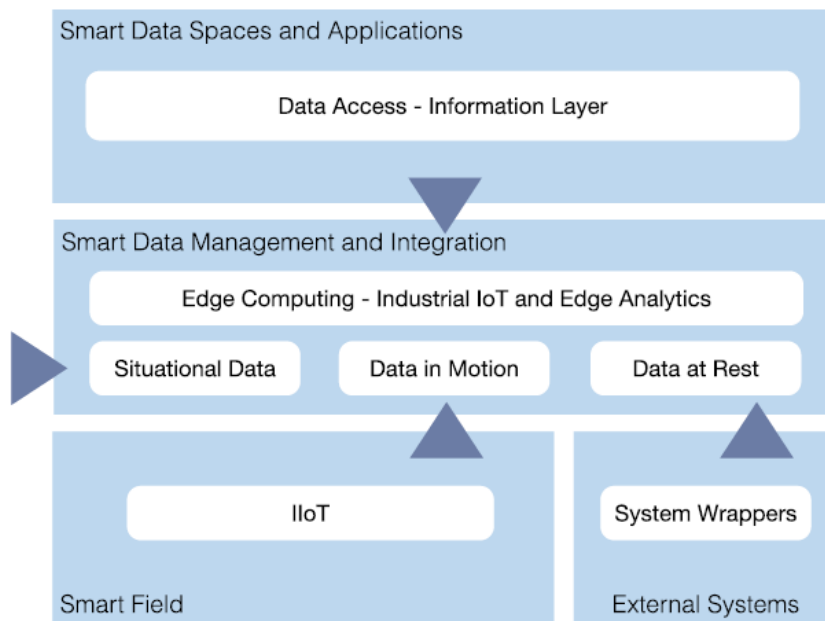 Smart Data Spaces and Applications
Data Access - Information Layer
Smart Data Management and Integration
Edge Computing - Industrial IoT and Edge Analytics
Situational Data
Data in Motion
Data at Rest
IIoT
System Wrappers
Smart Field
External Systems